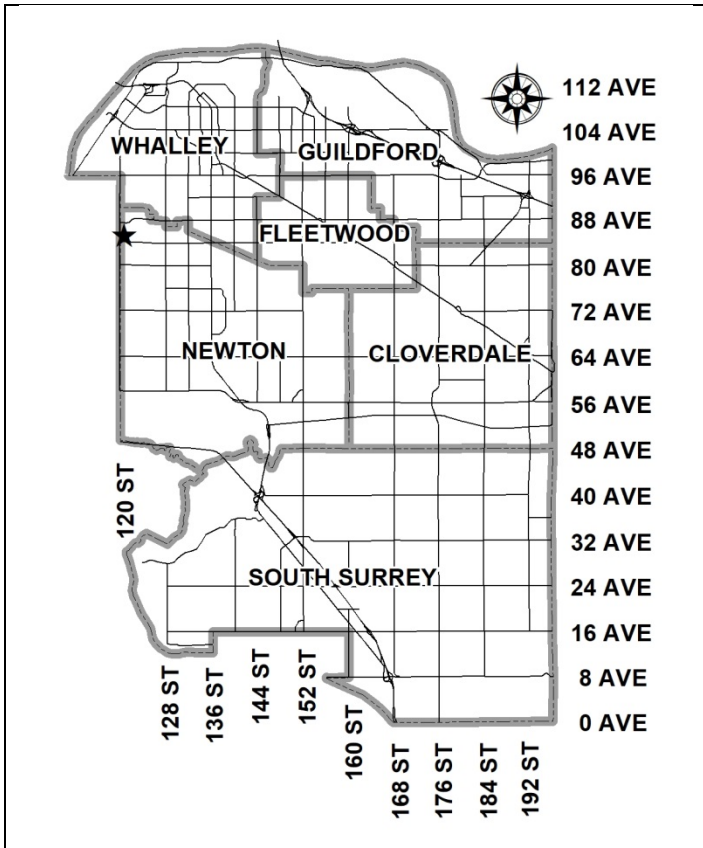 112 AVE
104 AVE
WHALLEY
GUILDFORD
96 AVE
88 AVE
FLEETWOOD
80 AVE
72 AVE
NEWTON
CLOVERDALE
64 AVE
56 AVE
48 AVE
120 ST
40 AVE
32 AVE
SOUTH SURREY
24 AVE
16 AVE
128 ST
136 ST
144 ST
152 ST
160 ST
8 AVE
0 AVE
168 ST
176 ST
184 ST
192 ST